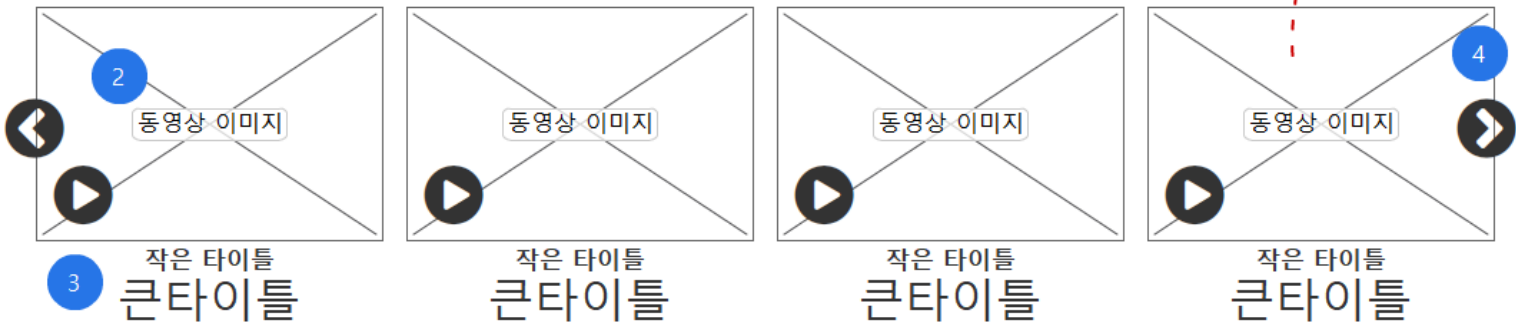 2
4
동영상 이미지
동영상 이미지
동영상 이미지
동영상 이미지
3
작은 타이틀
큰타이틀
작은 타이틀
큰타이틀
작은 타이틀
큰타이틀
작은 타이틀
큰타이틀